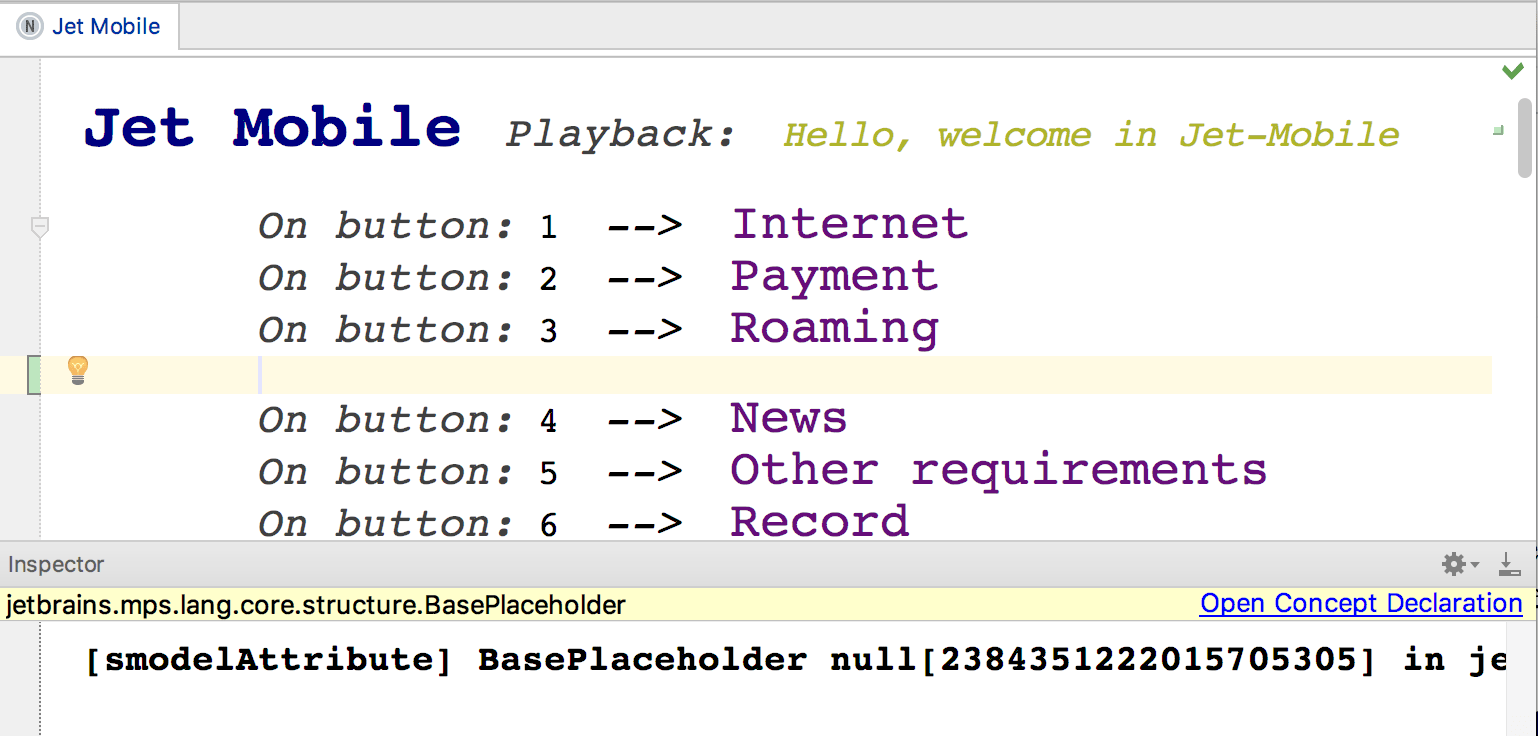 N Jet Mobile
Jet Mobile Playback: Hello, welcome in Jet-Mobile
On button: 1 --> Internet
On button: 2 --> Payment
On button: 3 --> Roaming
On button: 4 --> News
On button: 5 --> Other requirements
On button: 6 --> Record
Inspector
jetbrains.mps.lang.core.structure.BasePlaceholder Open Concept Declaration
[smodelAttribute] BasePlaceholder null[2384351222015705305] in je